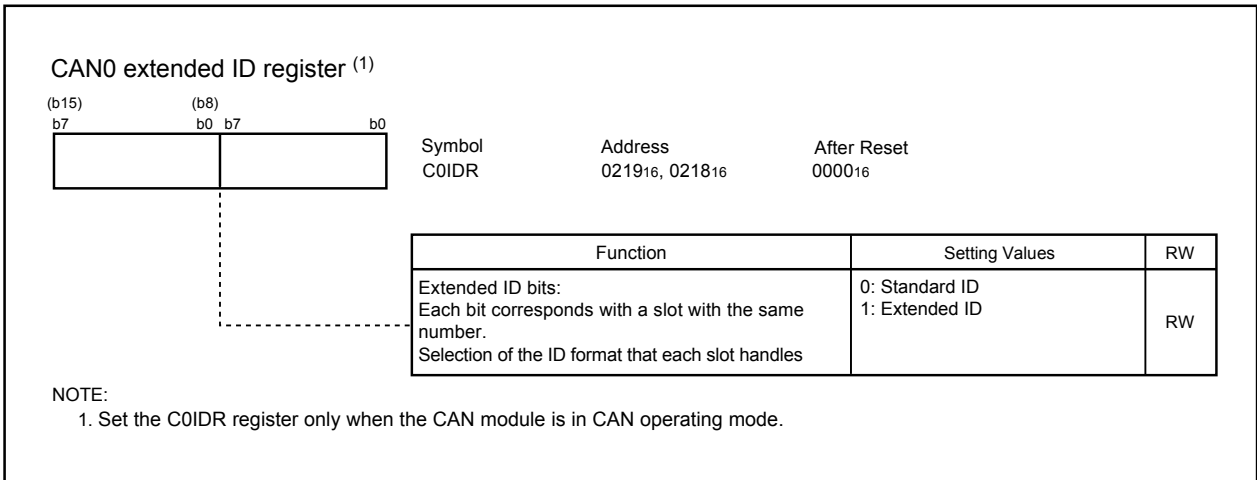 CAN0 extended ID register (1)
(b15) (b8)
b7 b0 b7 b0
Symbol Address After Reset
C0IDR 021916, 021816 000016
Function Setting Values RW
Extended ID bits:
Each bit corresponds with a slot with the same
number.
Selection of the ID format that each slot handles
0: Standard ID
1: Extended ID
RW
NOTE:
1. Set the C0IDR register only when the CAN module is in CAN operating mode.